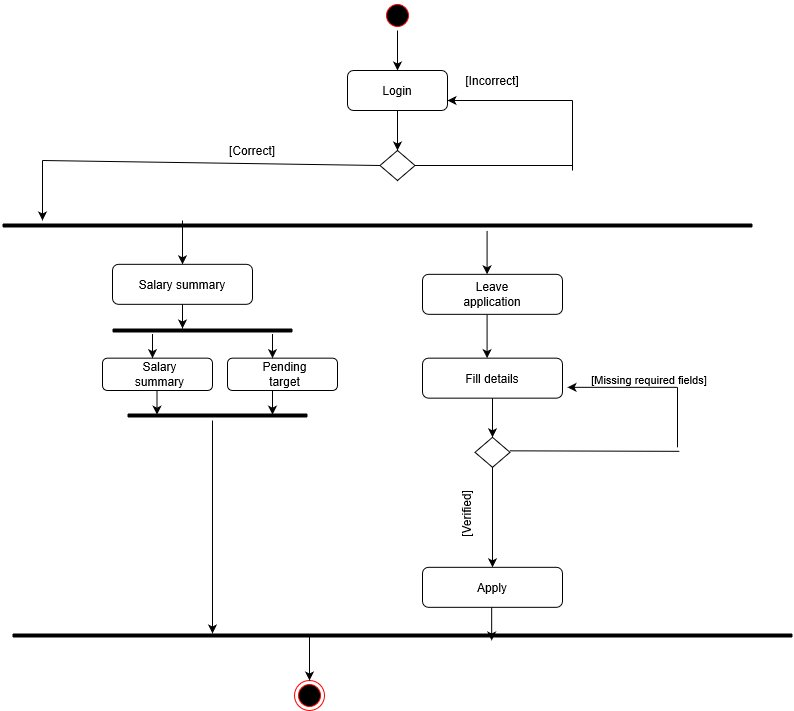 [Incorrect]
Login
[Correct]
Salary summary
Leave
application
Salary
summary
Pending
target
Fill details
[Missing required fields]
[Verified]
Apply